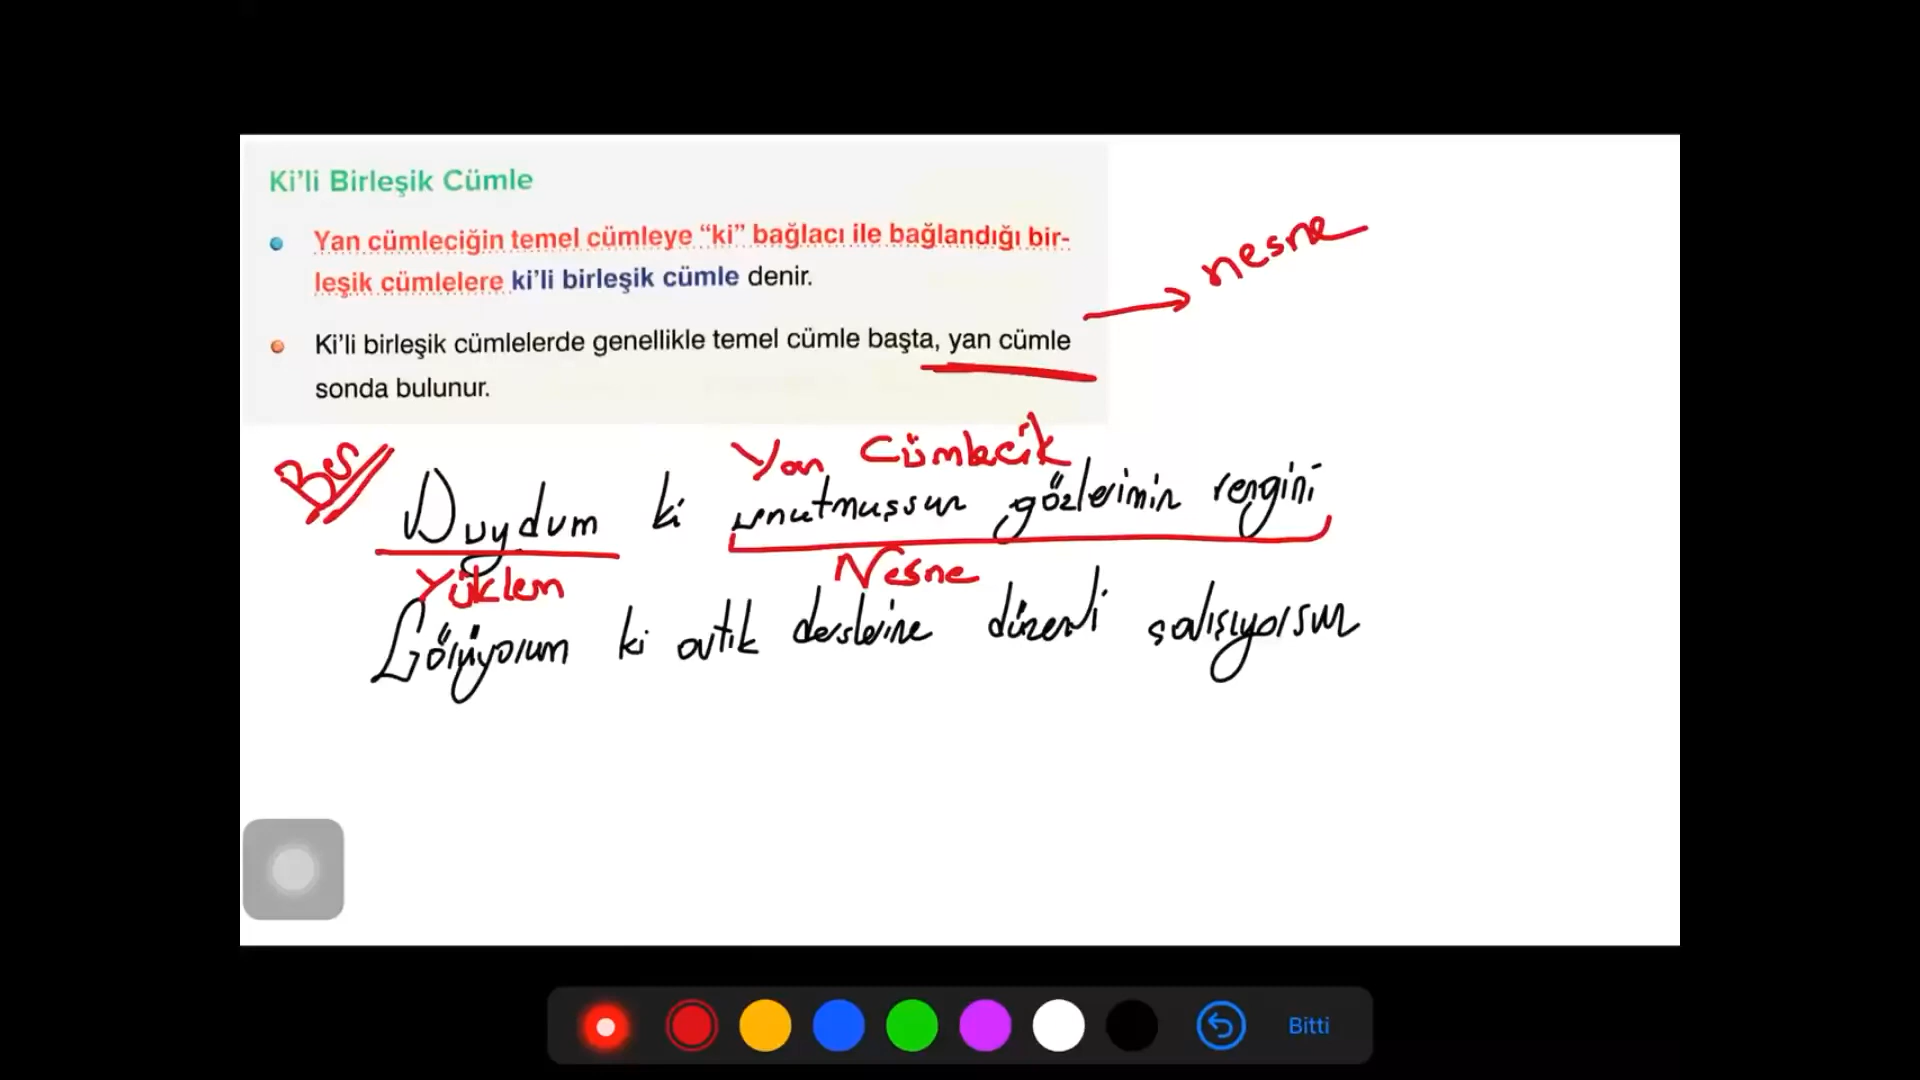 Ki'li Birleşik Cümle
Yan cümleciğin temel cümleye “ki” bağlacı ile bağlandığı bir-
leşik cümlelere ki'li birleşik cümle denir.
nesne
Ki'li birleşik cümlelerde genellikle temel cümle başta, yan cümle
sonda bulunur.
Yan Cümlecik
Duydum ki unutmuşsun gözlerimin rengini
Yüklem Nesne
Görüyorum ki artık derslerine düzenli çalışıyorsun
Bitti